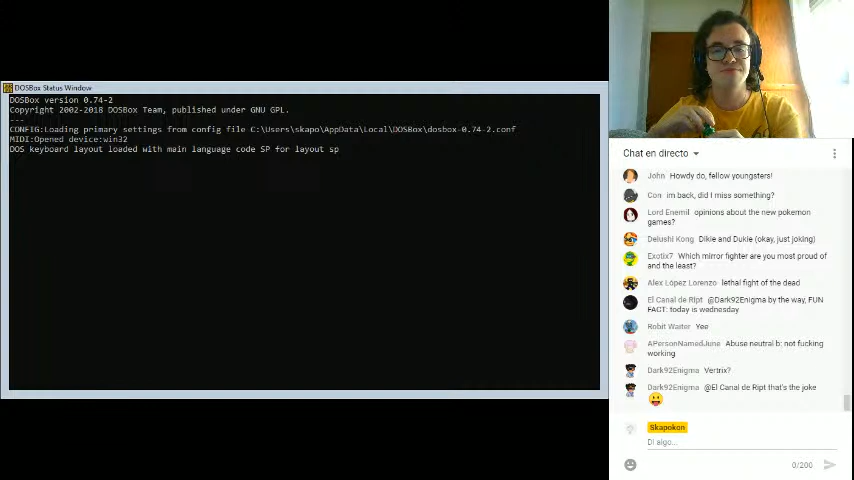 DOSBox Status Window
DOSBox version 0.74-2
Copyright 2002-2018 DOSBox Team, published under GNU GPL.
---
CONFIG:Loading primary settings from config file C:\Users\skapo\AppData\Local\DOSBox\dosbox-0.74-2.conf
MIDI:Opened device:win32
DOS keyboard layout loaded with main language code SP for layout sp
Chat en directo
John Howdy do, fellow youngsters!
Con im back, did I miss something?
Lord Enemil opinions about the new pokemon
games?
Delushi Kong Dikie and Dukie (okay, just joking)
Exotix7 Which mirror fighter are you most proud of
and the least?
Alex López Lorenzo lethal fight of the dead
El Canal de Ript @Dark92Enigma by the way, FUN
FACT: today is wednesday
Robit Waiter Yee
APersonNamedJune Abuse neutral b: not fucking
working
Dark92Enigma Vertrix?
Dark92Enigma @El Canal de Ript that's the joke
Skapokon
Di algo...
0/200